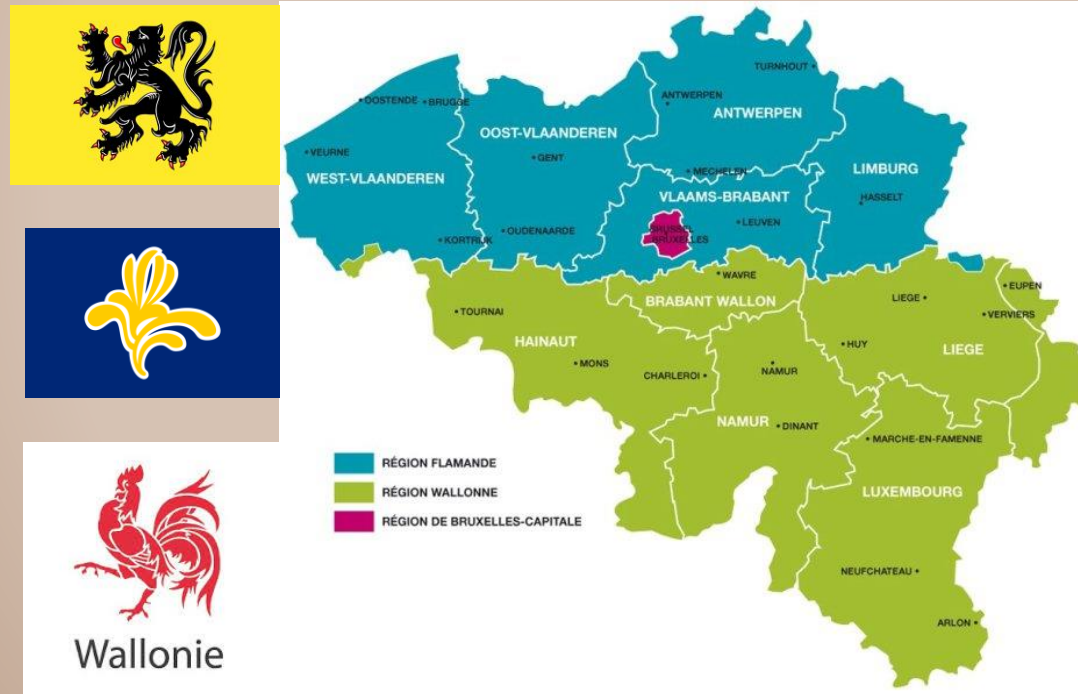 Wallonie
TURNHOUT
ANTWERPEN
OOSTENDE
BRUGGE
ANTWERPEN
OOST-VLAANDEREN
GENT
VEURNE
MECHELEN
LIMBURG
WEST-VLAANDEREN
VLAAMS-BRABANT
HASSELT
LEUVEN
OUDENAARDE
BRUSSEL
BRUXELLES
KORTRIJK
WAVRE
EUPEN
BRABANT WALLON
LIEGE
TOURNAI
VERVIERS
HAINAUT
HUY
LIEGE
MONS
NAMUR
CHARLEROI
NAMUR
DINANT
MARCHE-EN-FAMENNE
LUXEMBOURG
NEUFCHATEAU
ARLON
RÉGION FLAMANDE
RÉGION WALLONNE
RÉGION DE BRUXELLES-CAPITALE